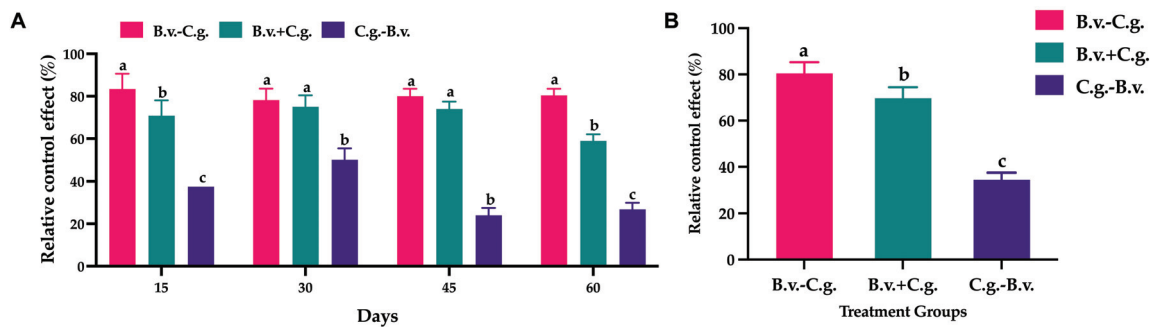 A
B.v.-C.g. B.v.+C.g. C.g.-B.v.
Relative control effect (%)
100
80
60
40
20
0
a b c
a a b
a a b
a b c
15 30 45 60
Days
B
B.v.-C.g.
B.v.+C.g.
C.g.-B.v.
Relative control effect (%)
100
80
60
40
20
0
a b c
B.v.-C.g. B.v.+C.g. C.g.-B.v.
Treatment Groups